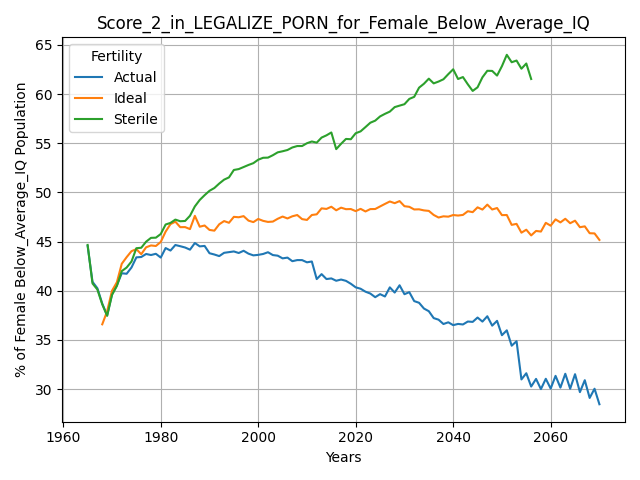 Score_2_in_LEGALIZE_PORN_for_Female_Below_Average_IQ
% of Female Below_Average_IQ Population
65
60
55
50
45
40
35
30
Fertility
Actual
Ideal
Sterile
1960
1980
2000
2020
2040
2060
Years